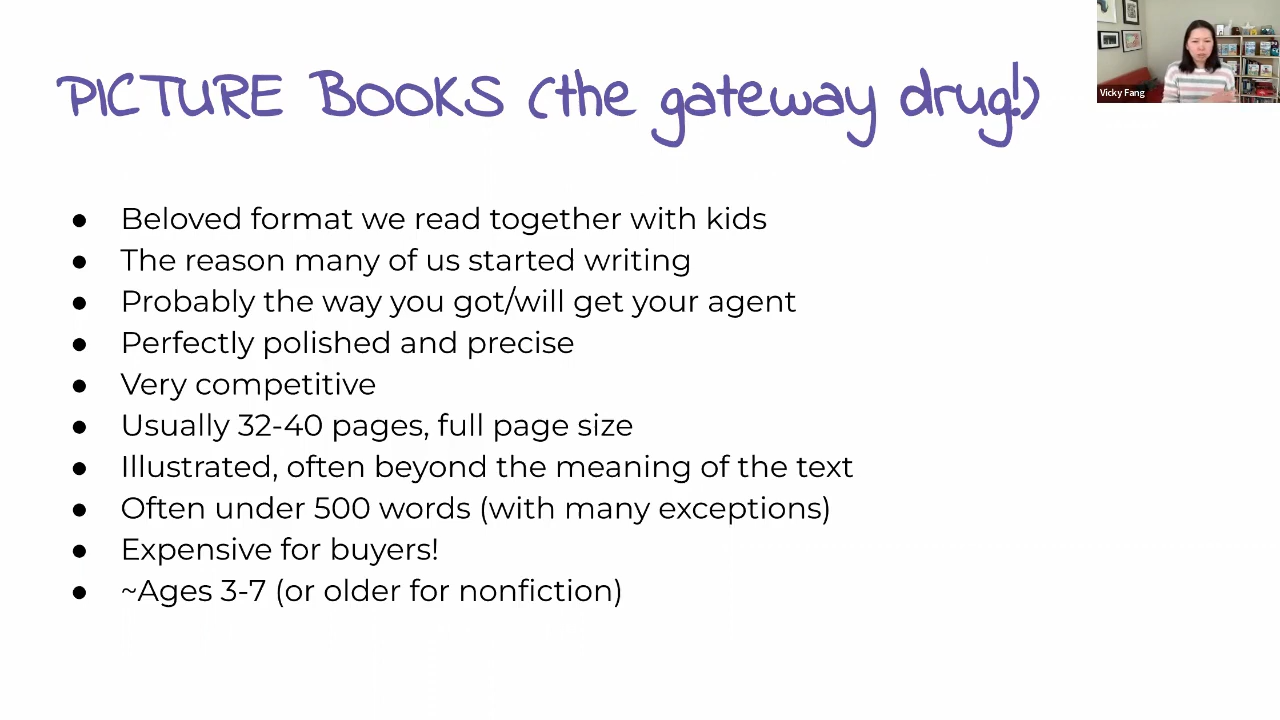 PICTURE BOOKS (the gateway drug!)
Vicky Fang
● Beloved format we read together with kids
● The reason many of us started writing
● Probably the way you got/will get your agent
● Perfectly polished and precise
● Very competitive
● Usually 32-40 pages, full page size
● Illustrated, often beyond the meaning of the text
● Often under 500 words (with many exceptions)
● Expensive for buyers!
● ~Ages 3-7 (or older for nonfiction)